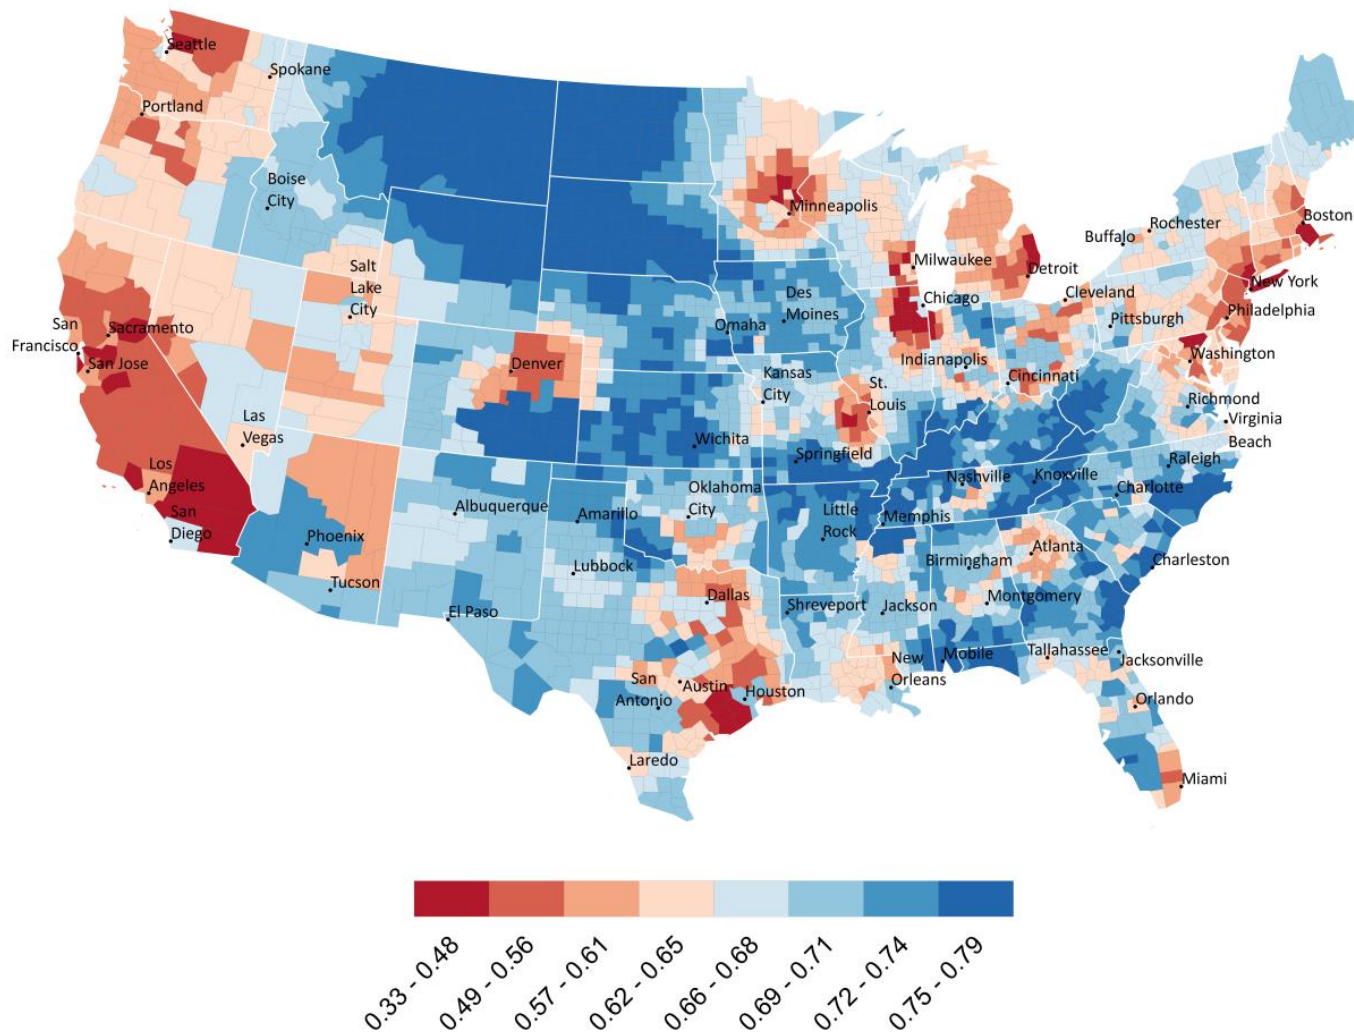 Seattle
Spokane
Portland
Boise
City
Minneapolis
Rochester
Boston
Buffalo
Salt
Lake
City
Milwaukee
Detroit
New York
Des
Moines
Chicago
Cleveland
San
Francisco
Sacramento
Omaha
Pittsburgh
Philadelphia
San Jose
Denver
Indianapolis
Washington
Kansas
City
St.
Louis
Cincinnati
Las
Vegas
Richmond
Virginia
Beach
Wichita
Springfield
Raleigh
Los
Angeles
Nashville
Knoxville
Oklahoma
City
Charlotte
San
Diego
Albuquerque
Amarillo
Little
Rock
Memphis
Phoenix
Birmingham
Atlanta
Charleston
Lubbock
Tucson
Dallas
Shreveport
Jackson
Montgomery
El Paso
New
Orleans
Mobile
Tallahassee
Jacksonville
San
Antonio
Austin
Houston
Orlando
Laredo
Miami
0.33 - 0.48
0.49 - 0.56
0.57 - 0.61
0.62 - 0.65
0.66 - 0.68
0.69 - 0.71
0.72 - 0.74
0.75 - 0.79